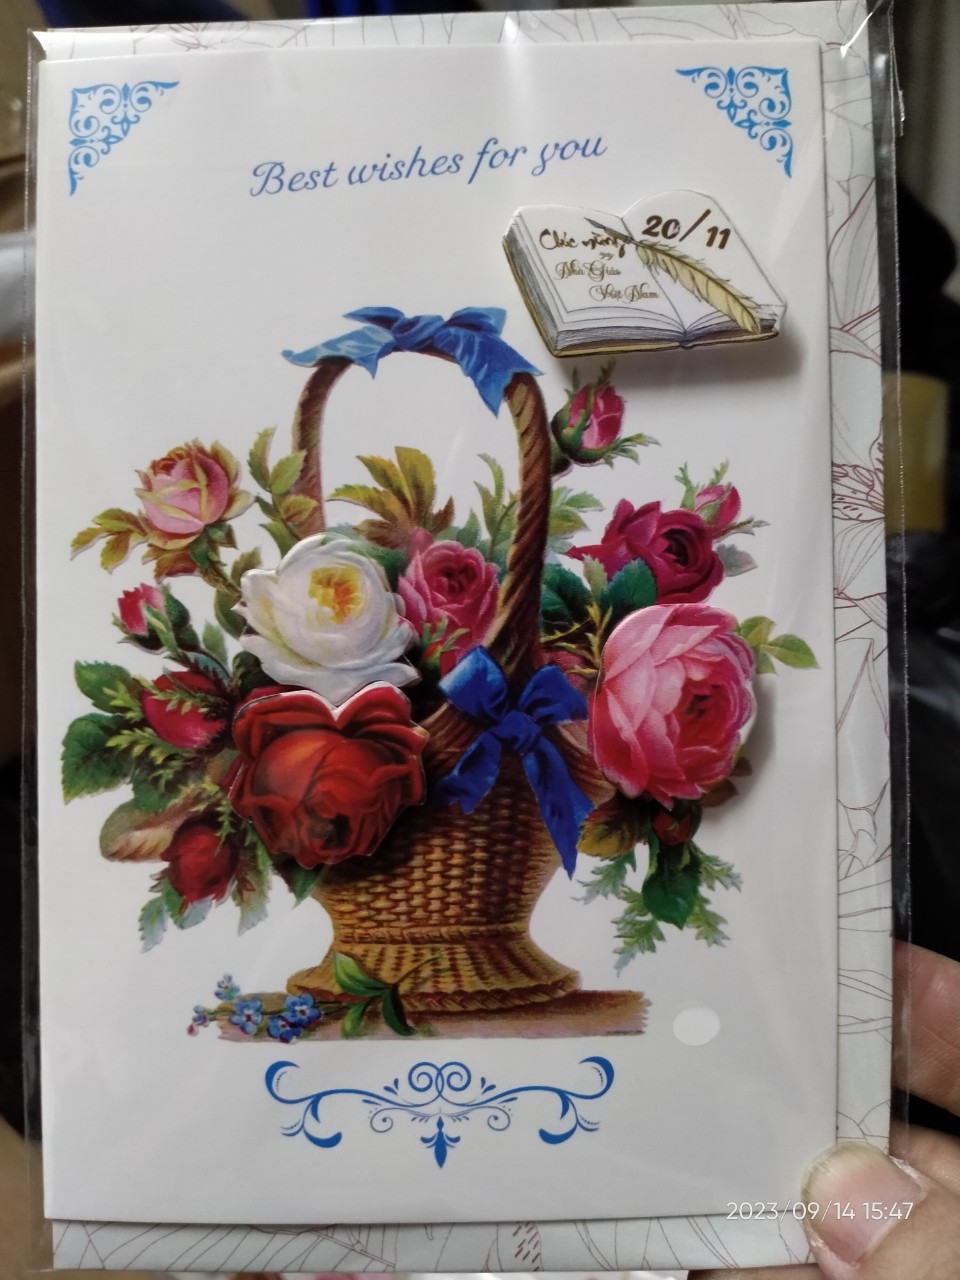 Best wishes for you
20/11
Chúc mừng
Nhà Giáo
Việt Nam
2023/09/14 15:47